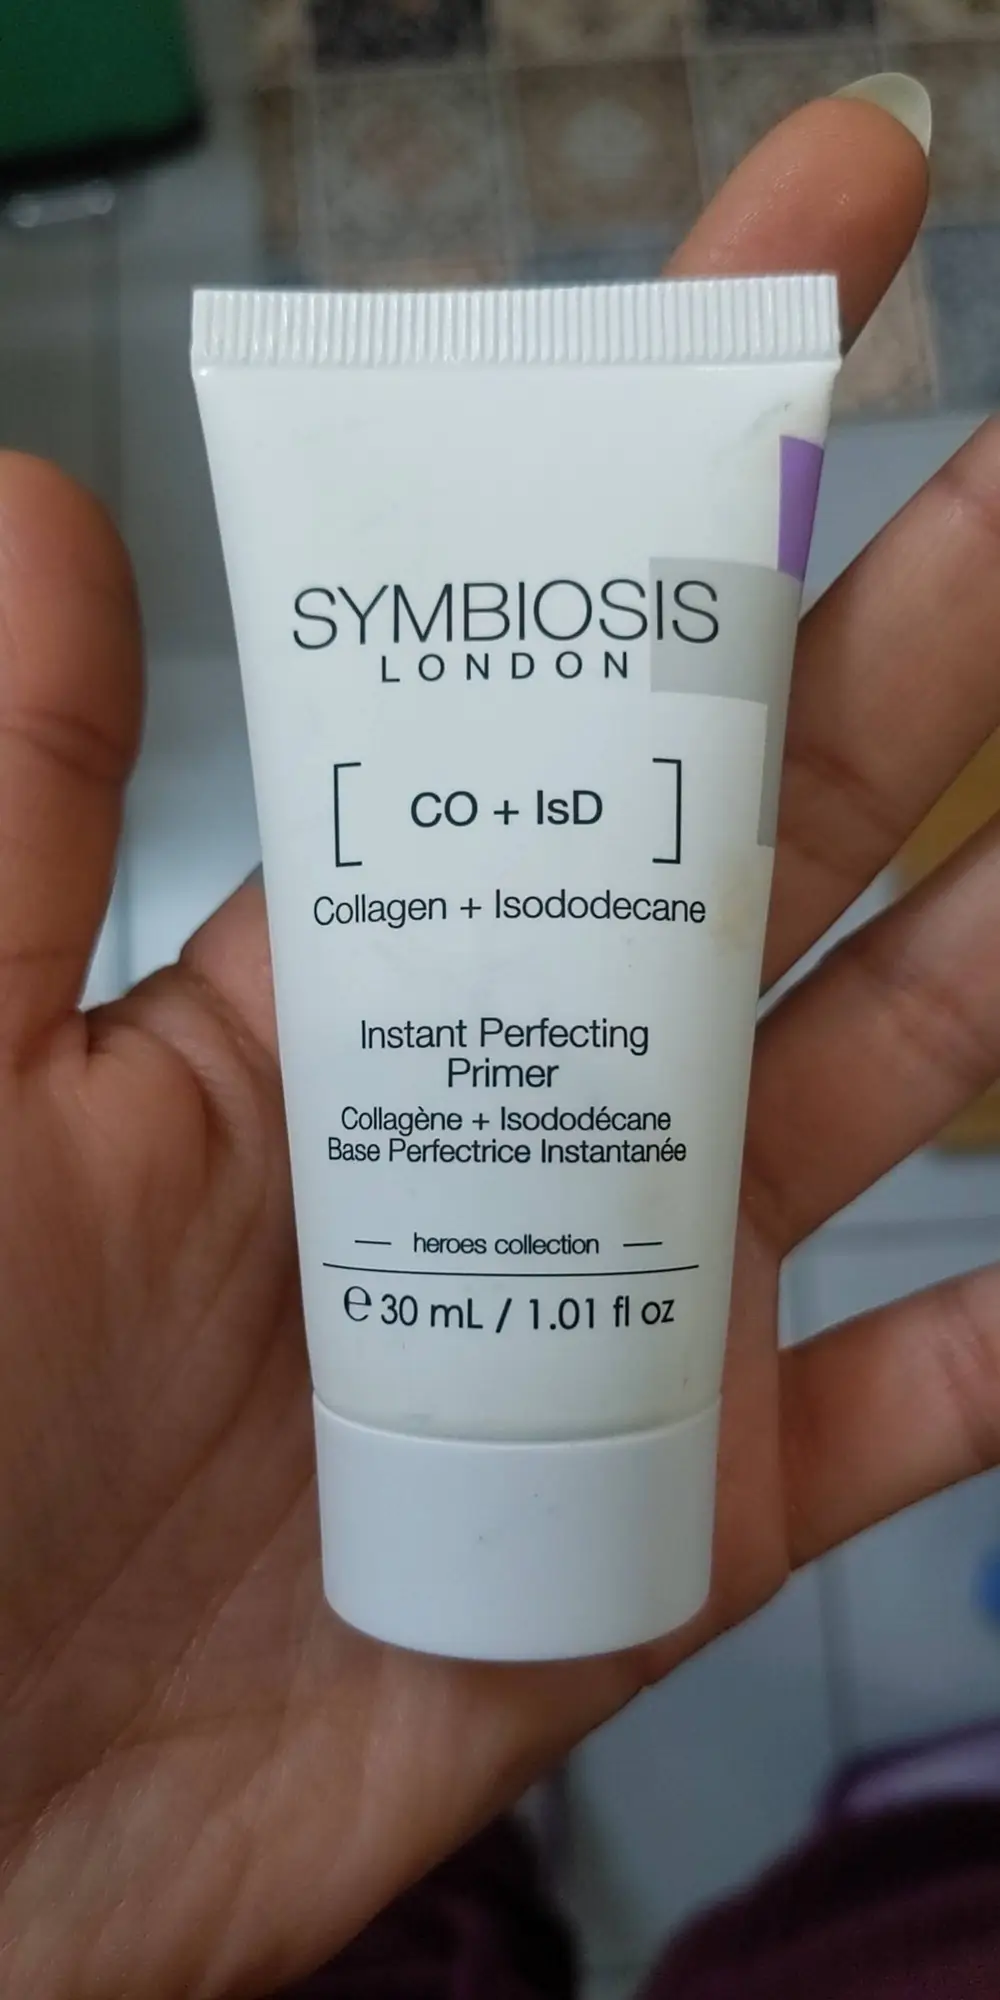 SYMBIOSIS
LONDON
[ CO + IsD ]
Collagen + Isododecane
Instant Perfecting
Primer
Collagène + Isododécane
Base Perfectrice Instantanée
— heroes collection —
℮ 30 mL / 1.01 fl oz